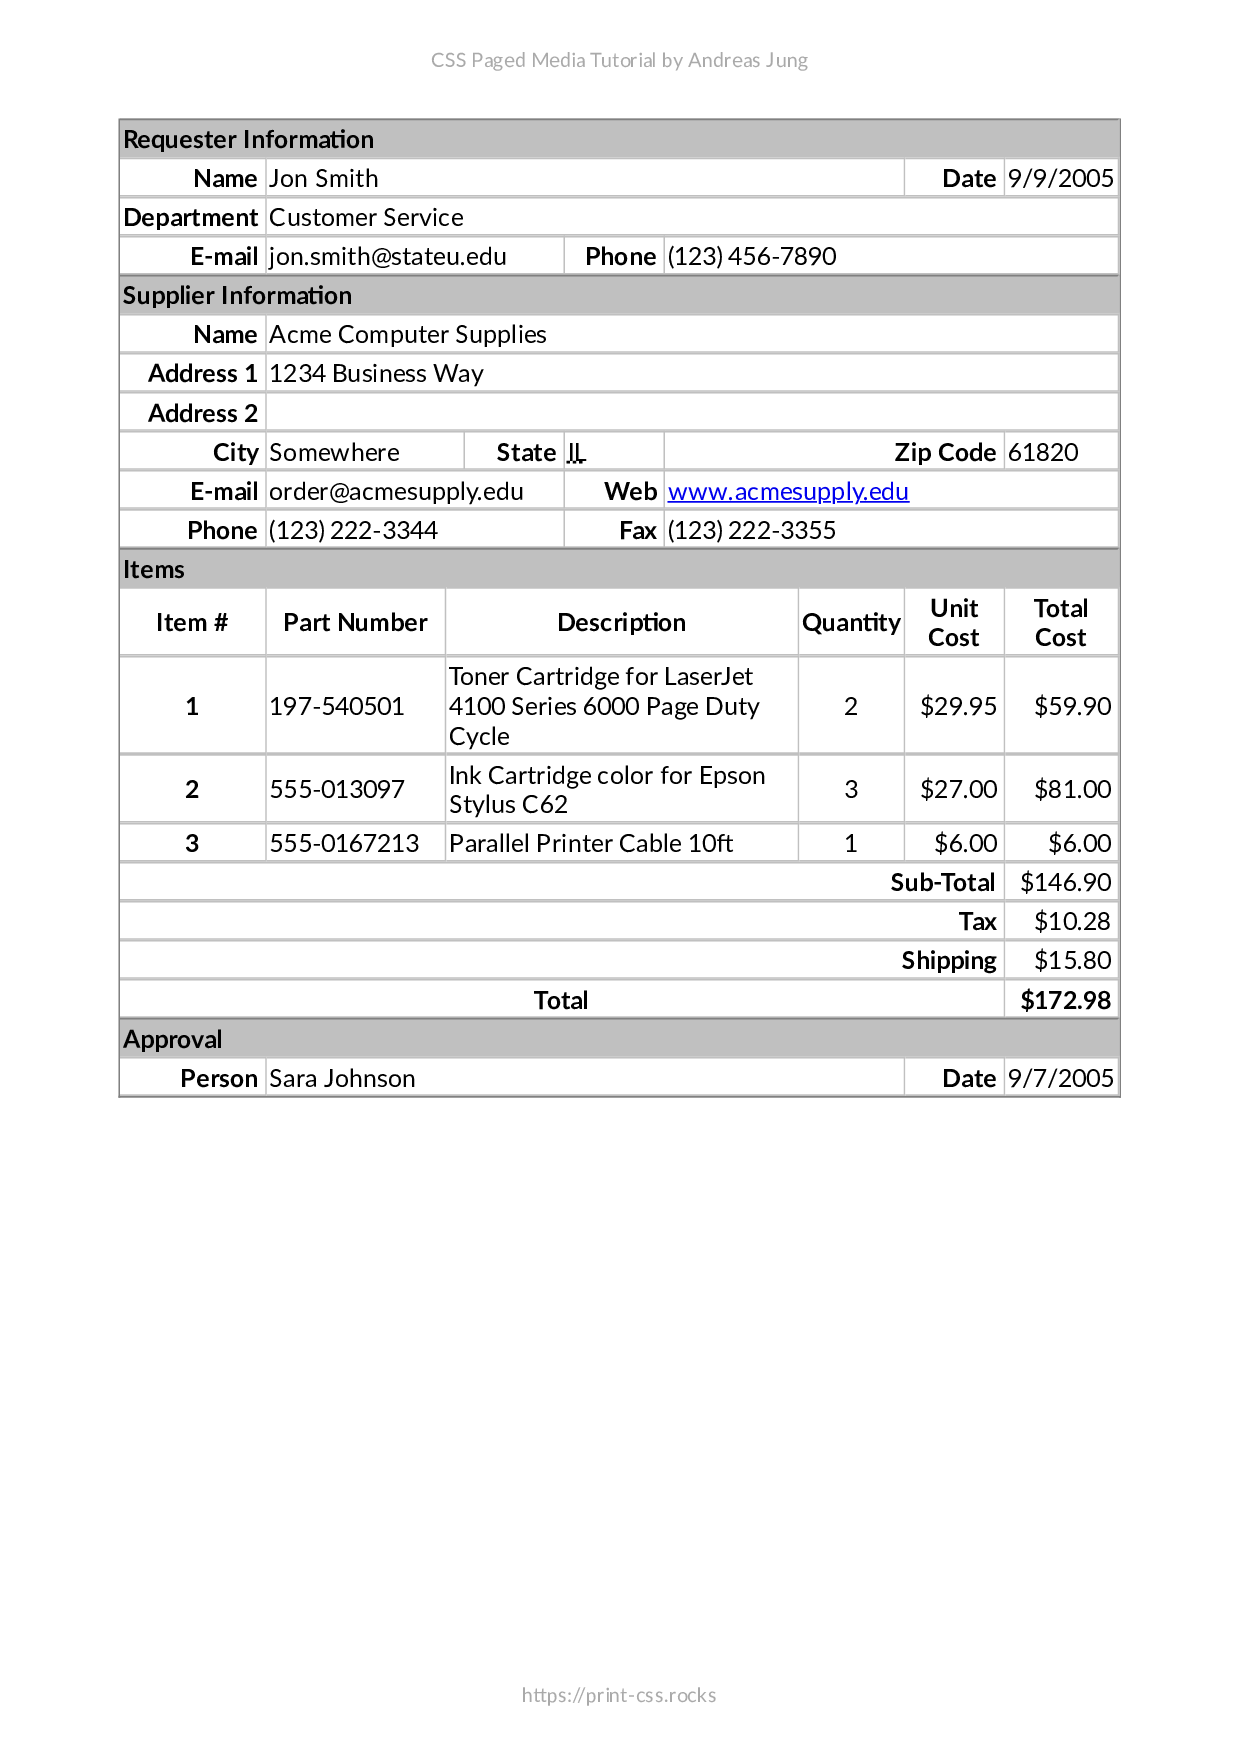 CSS Paged Media Tutorial by Andreas Jung
Requester Information
Name Jon Smith Date 9/9/2005
Department Customer Service
E-mail jon.smith@stateu.edu Phone (123) 456-7890
Supplier Information
Name Acme Computer Supplies
Address 1 1234 Business Way
Address 2
City Somewhere State IL Zip Code 61820
E-mail order@acmesupply.edu Web www.acmesupply.edu
Phone (123) 222-3344 Fax (123) 222-3355
Items
Item # Part Number Description Quantity Unit Cost Total Cost
1 197-540501 Toner Cartridge for LaserJet 4100 Series 6000 Page Duty Cycle 2 $29.95 $59.90
2 555-013097 Ink Cartridge color for Epson Stylus C62 3 $27.00 $81.00
3 555-0167213 Parallel Printer Cable 10ft 1 $6.00 $6.00
Sub-Total $146.90
Tax $10.28
Shipping $15.80
Total $172.98
Approval
Person Sara Johnson Date 9/7/2005
https://print-css.rocks